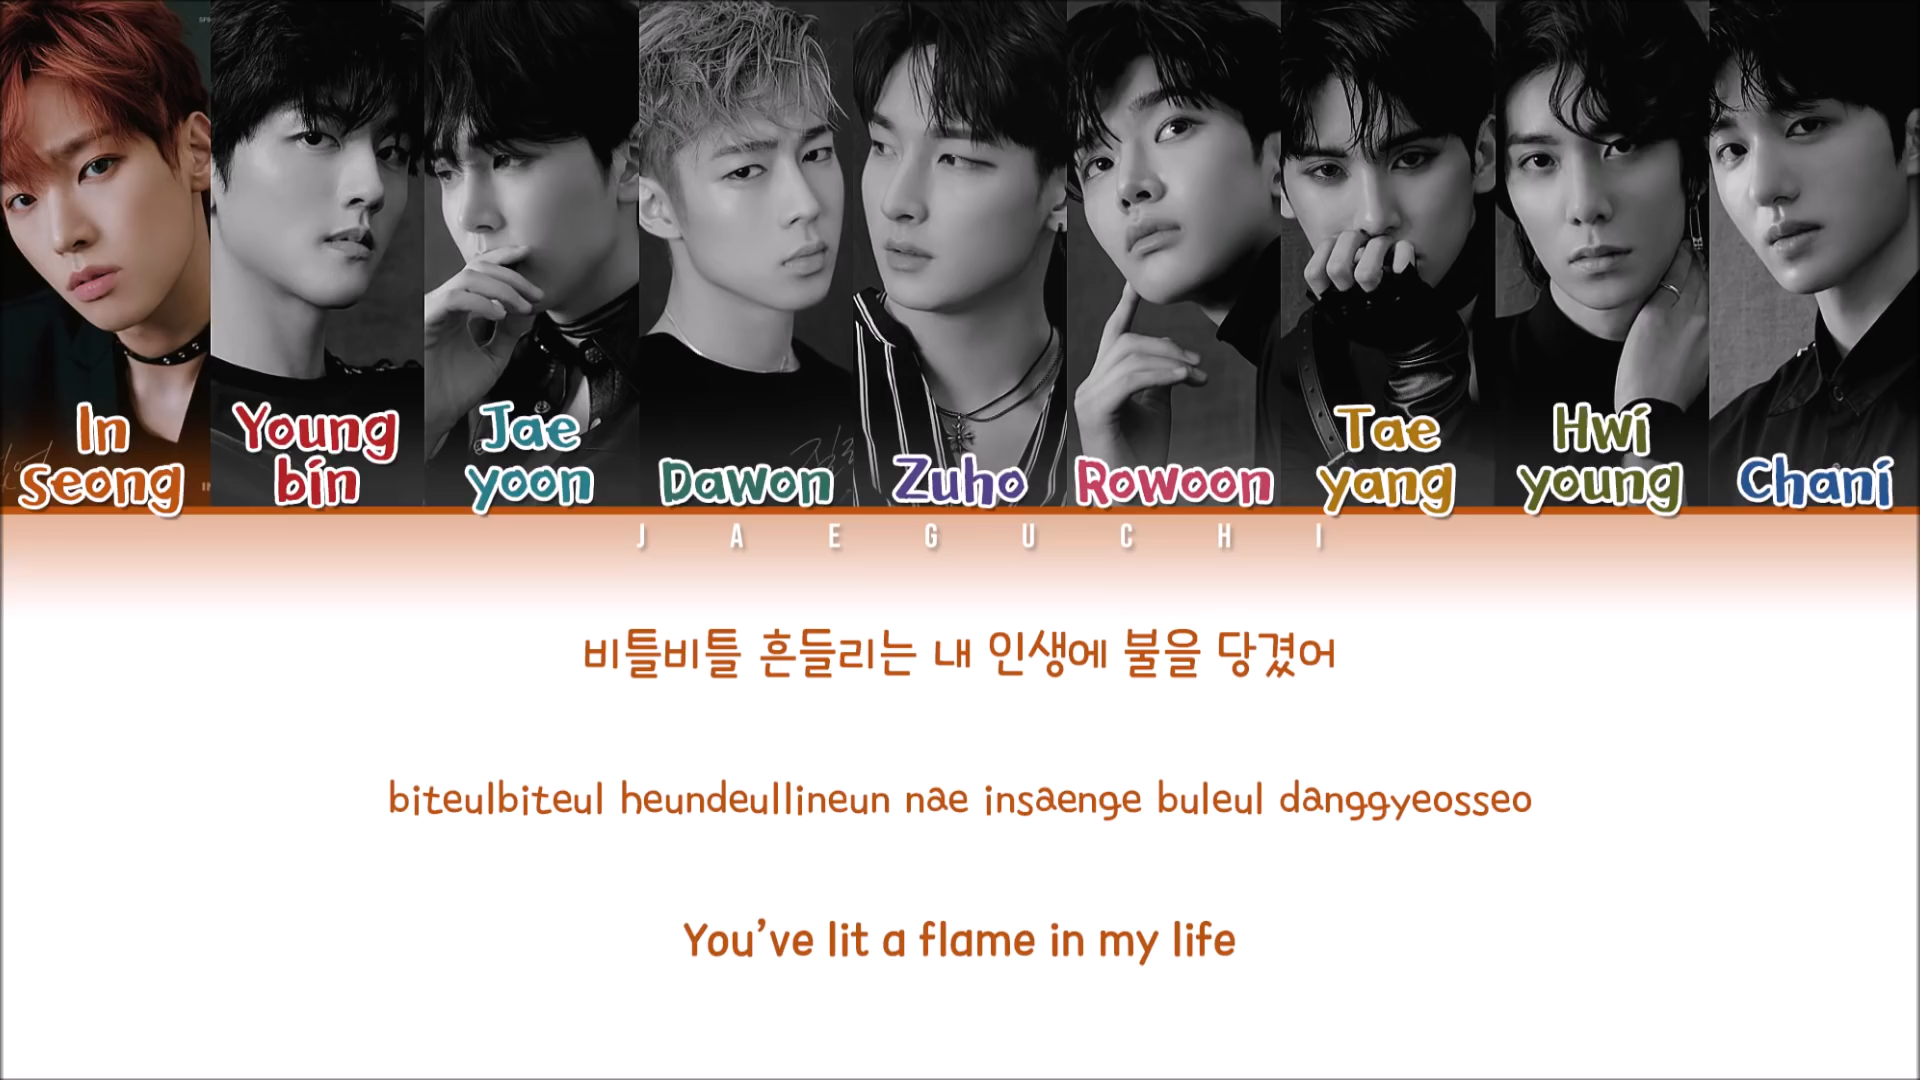 SF9
In
seong
Young
bin
Jae
yoon
Dawon
Zuho
Rowoon
Tae
yang
Hwi
young
Chani
JAEGUCHI
비틀비틀 흔들리는 내 인생에 불을 당겼어
biteulbiteul heundeullineun nae insaenge buleul danggyeosseo
You’ve lit a flame in my life